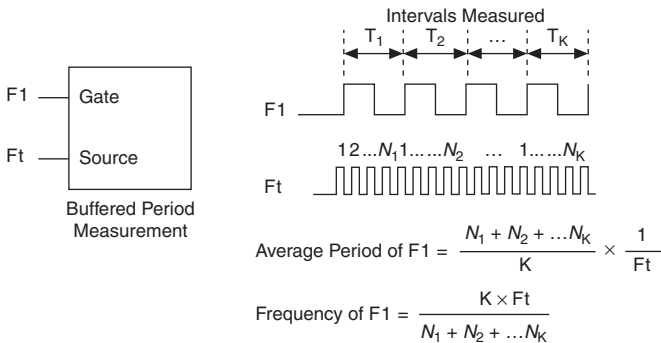 Intervals Measured
T1 T2 ... TK
F1 Gate
F1
Ft Source
1 2 ... N1 1 ... ... N2 ... 1 ... ... NK
Ft
Buffered Period
Measurement
Average Period of F1 = N1 + N2 + ...NK / K × 1 / Ft
Frequency of F1 = K × Ft / N1 + N2 + ...NK